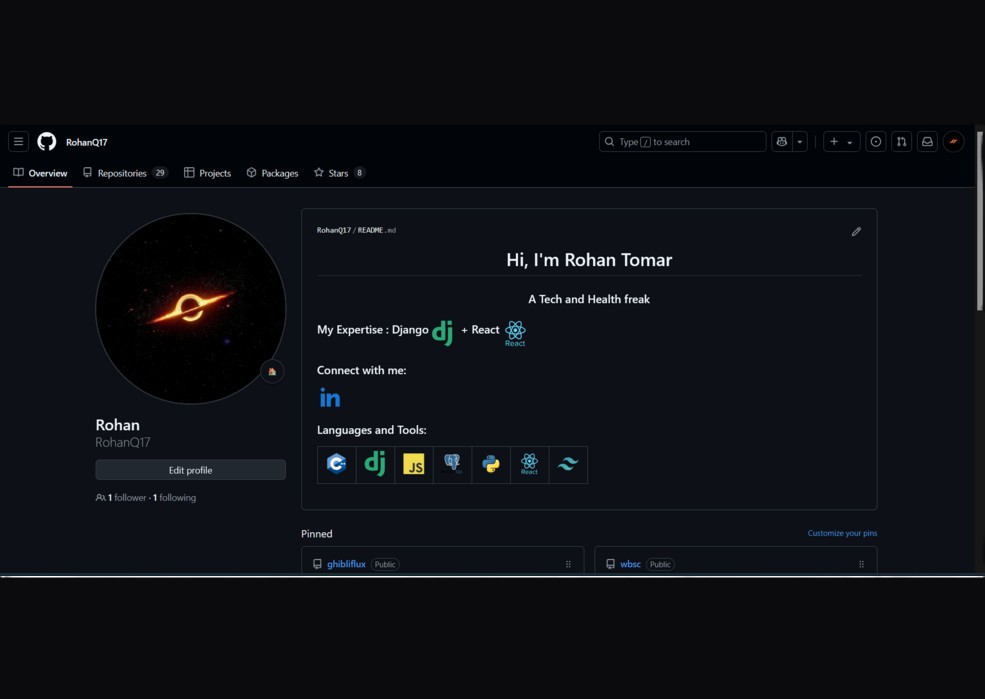 RohanQ17
Type / to search
Overview
Repositories 29
Projects
Packages
Stars 8
RohanQ17 / README.md
Hi, I'm Rohan Tomar
A Tech and Health freak
My Expertise : Django dj + React React
Connect with me:
in
Languages and Tools:
C++ dj JS React
Rohan
RohanQ17
Edit profile
1 follower · 1 following
Pinned
Customize your pins
ghibliflux Public
wbsc Public